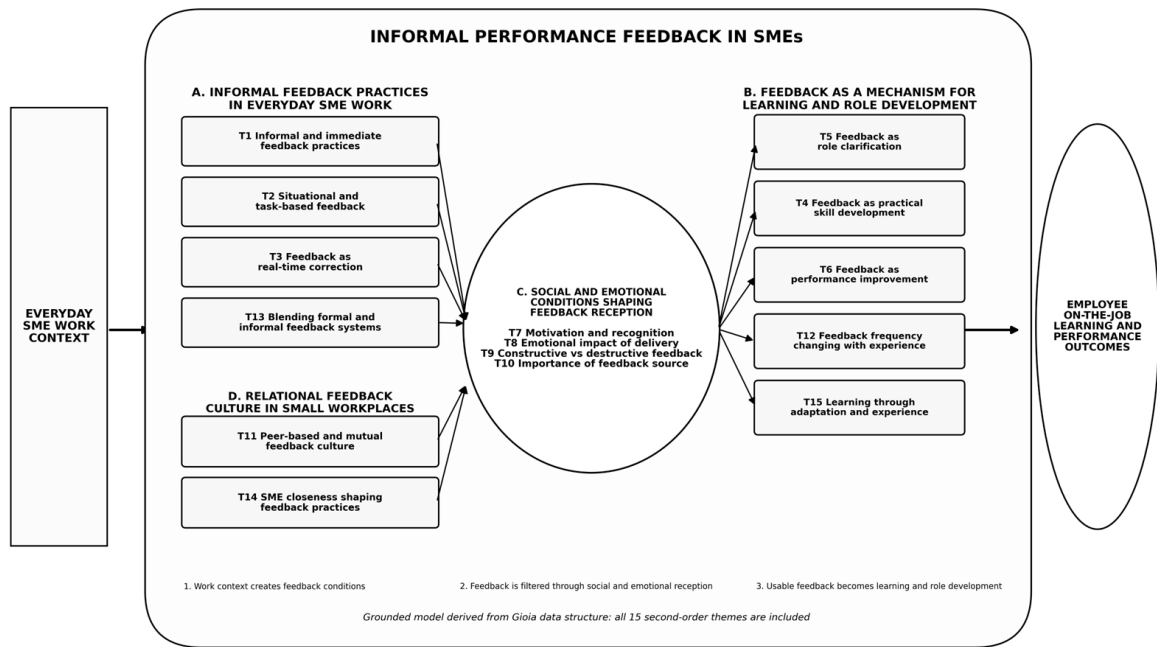 INFORMAL PERFORMANCE FEEDBACK IN SMEs
EVERYDAY
SME WORK
CONTEXT
A. INFORMAL FEEDBACK PRACTICES
IN EVERYDAY SME WORK
T1 Informal and immediate
feedback practices
T2 Situational and
task-based feedback
T3 Feedback as
real-time correction
T13 Blending formal and
informal feedback systems
D. RELATIONAL FEEDBACK
CULTURE IN SMALL WORKPLACES
T11 Peer-based and mutual
feedback culture
T14 SME closeness shaping
feedback practices
C. SOCIAL AND EMOTIONAL
CONDITIONS SHAPING
FEEDBACK RECEPTION
T7 Motivation and recognition
T8 Emotional impact of delivery
T9 Constructive vs destructive feedback
T10 Importance of feedback source
B. FEEDBACK AS A MECHANISM FOR
LEARNING AND ROLE DEVELOPMENT
T5 Feedback as
role clarification
T4 Feedback as practical
skill development
T6 Feedback as
performance improvement
T12 Feedback frequency
changing with experience
T15 Learning through
adaptation and experience
EMPLOYEE
ON-THE-JOB
LEARNING AND
PERFORMANCE
OUTCOMES
1. Work context creates feedback conditions
2. Feedback is filtered through social and emotional reception
3. Usable feedback becomes learning and role development
Grounded model derived from Gioia data structure: all 15 second-order themes are included